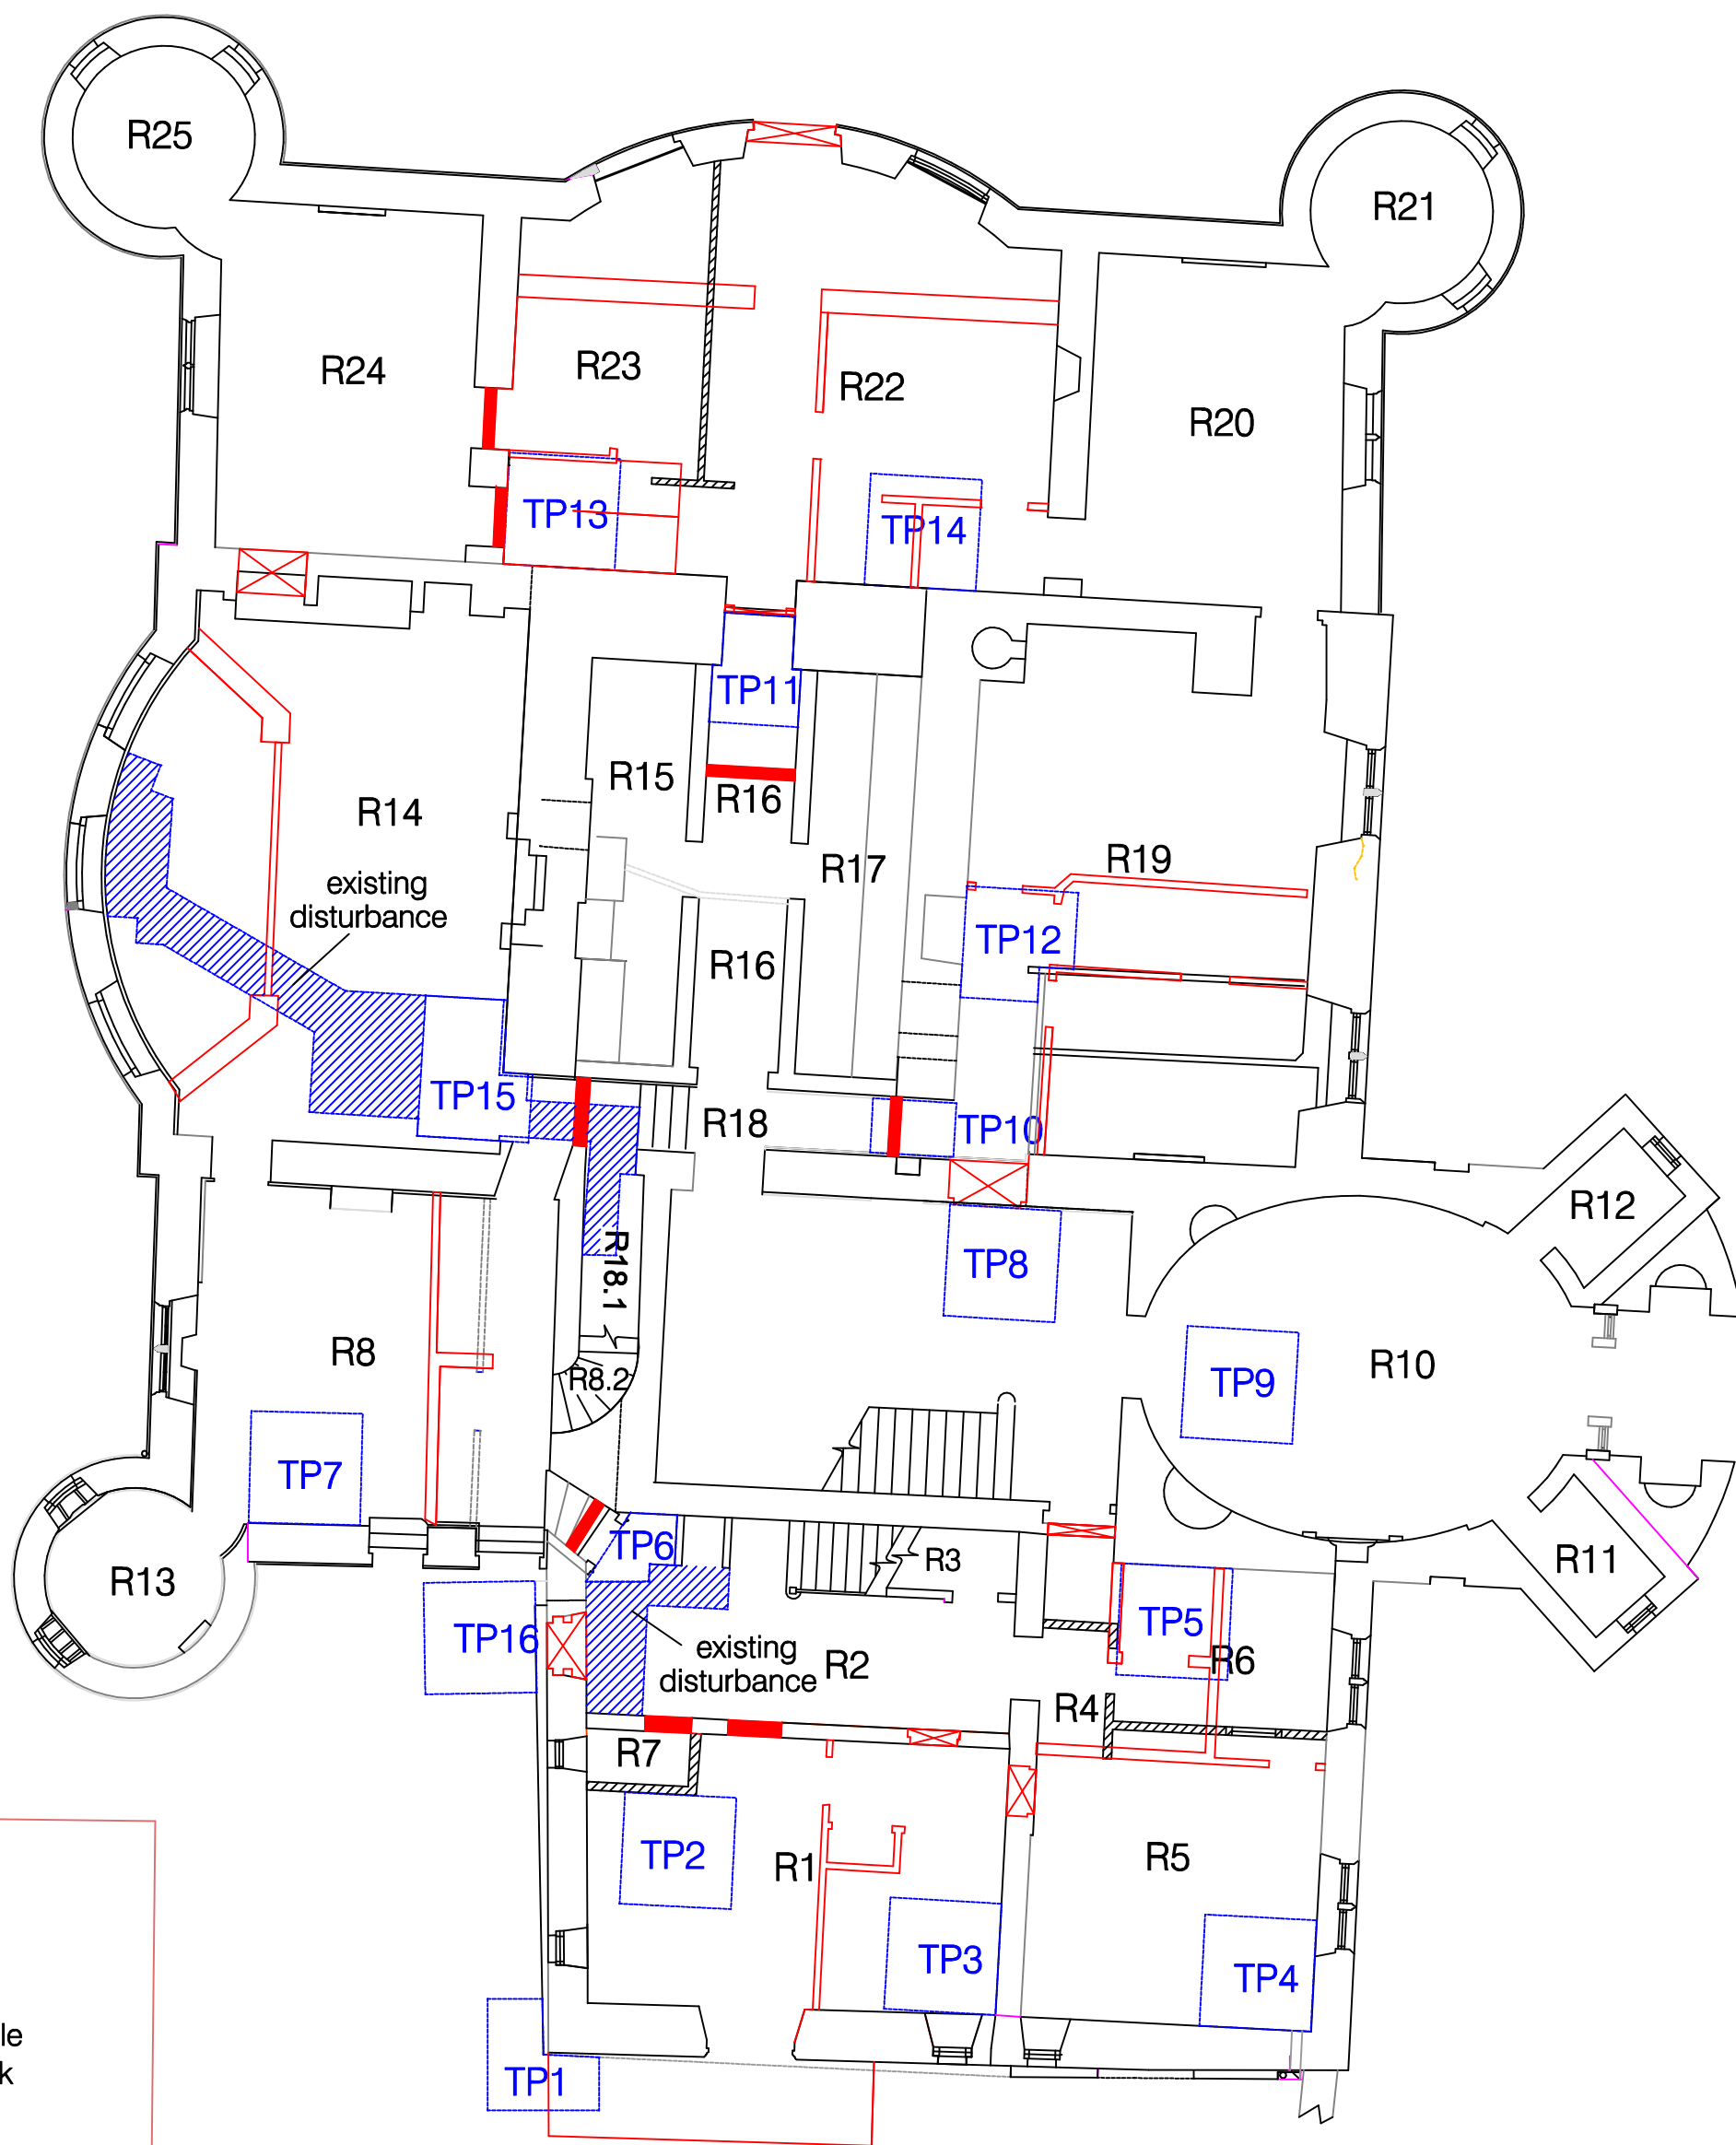 R25
R21
R24
R23
R22
R20
TP13
TP14
TP11
R15
R16
R14
R17
R19
existing
disturbance
TP12
R16
TP15
R18
TP10
R12
R18.1
TP8
R8
R8.2
TP9
R10
TP7
TP6
R3
R13
R11
TP16
TP5
existing
disturbance
R2
R6
R4
R7
TP2
R1
R5
TP3
TP4
le
k
TP1